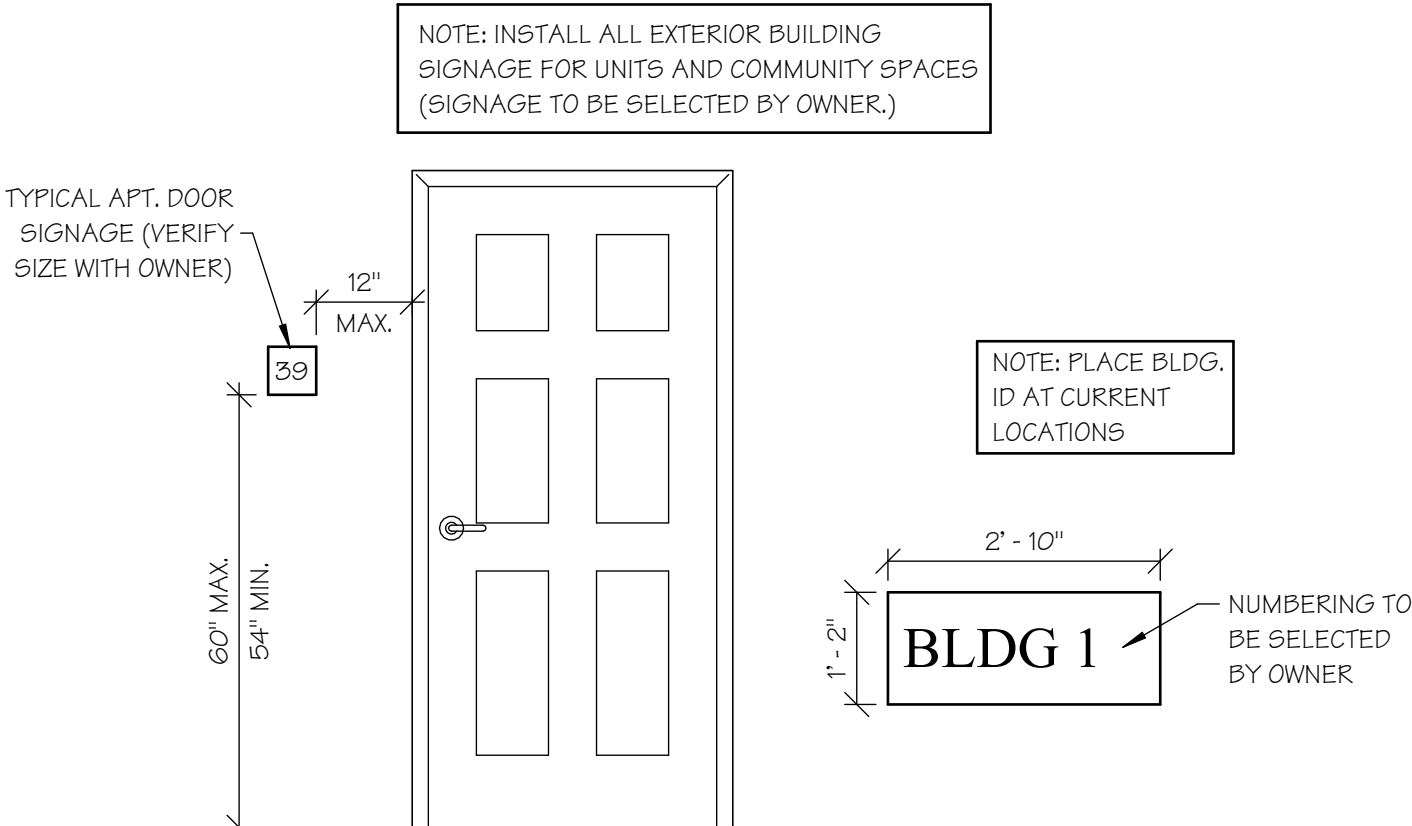 NOTE: INSTALL ALL EXTERIOR BUILDING
SIGNAGE FOR UNITS AND COMMUNITY SPACES
(SIGNAGE TO BE SELECTED BY OWNER.)
TYPICAL APT. DOOR
SIGNAGE (VERIFY
SIZE WITH OWNER)
12"
MAX.
39
60" MAX.
54" MIN.
NOTE: PLACE BLDG.
ID AT CURRENT
LOCATIONS
2' - 10"
1' - 2"
BLDG 1
NUMBERING TO
BE SELECTED
BY OWNER